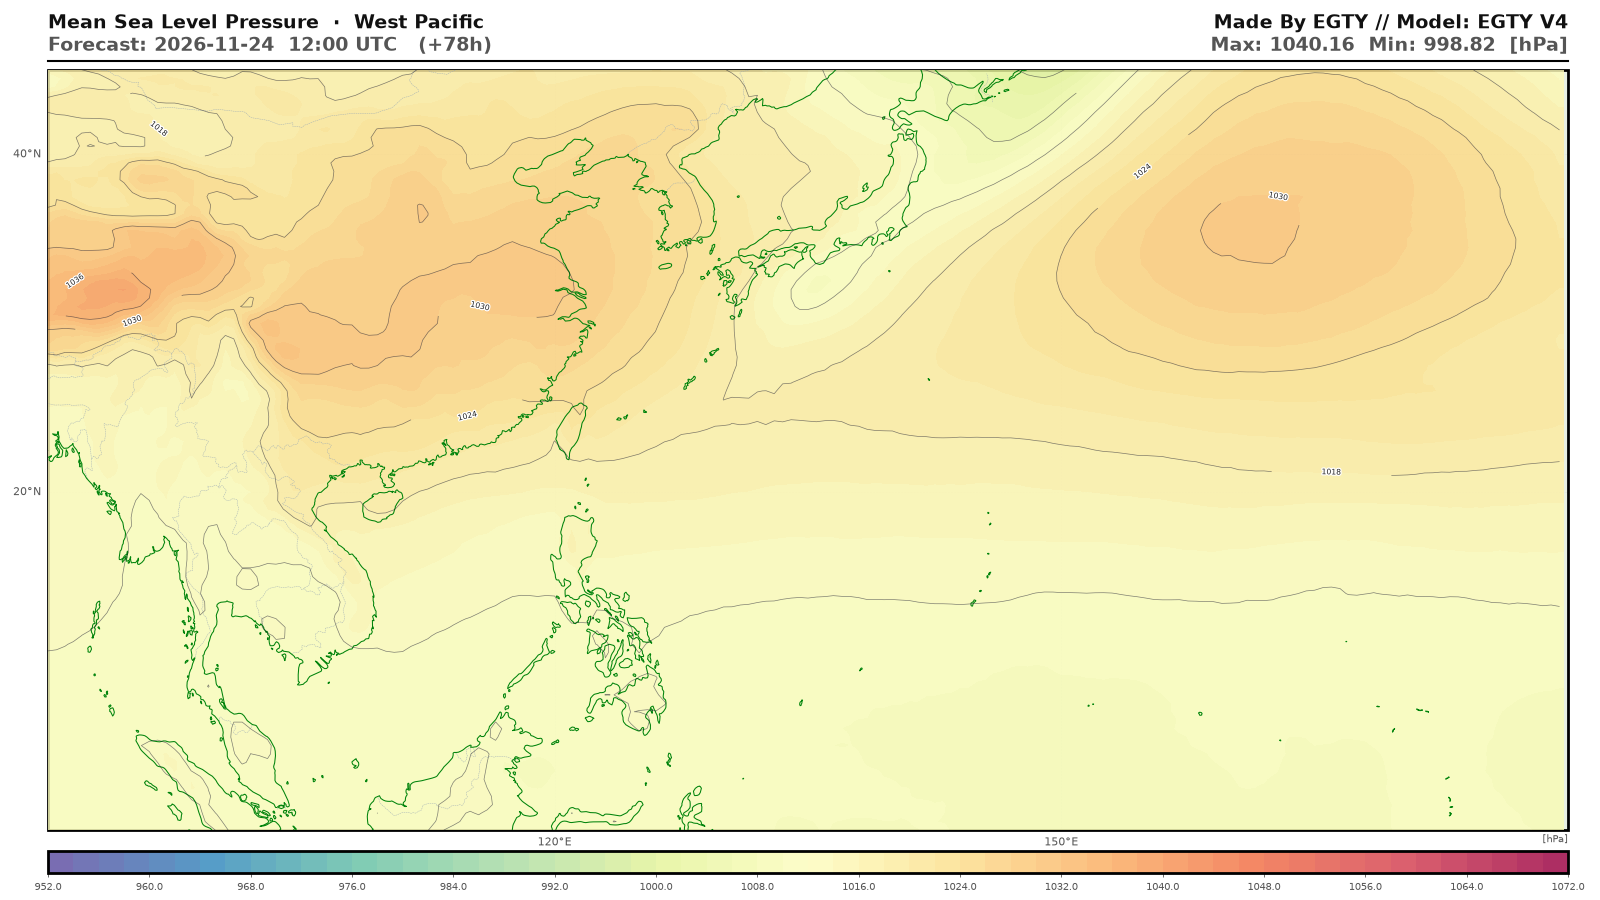 Mean Sea Level Pressure · West Pacific
Made By EGTY // Model: EGTY V4
Forecast: 2026-11-24 12:00 UTC (+78h)
Max: 1040.16 Min: 998.82 [hPa]
1018
40°N
1024
1030
1036
1030
1030
1024
1018
20°N
120°E
150°E
[hPa]
952.0 960.0 968.0 976.0 984.0 992.0 1000.0 1008.0 1016.0 1024.0 1032.0 1040.0 1048.0 1056.0 1064.0 1072.0